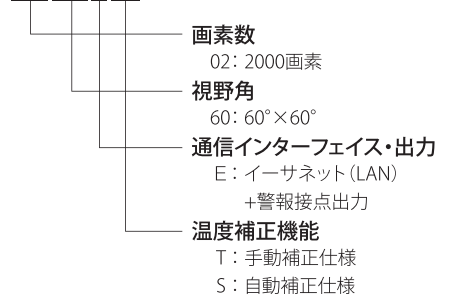 画素数
02：2000画素
視野角
60：60°×60°
通信インターフェイス・出力
E：イーサネット（LAN）
+警報接点出力
温度補正機能
T：手動補正仕様
S：自動補正仕様